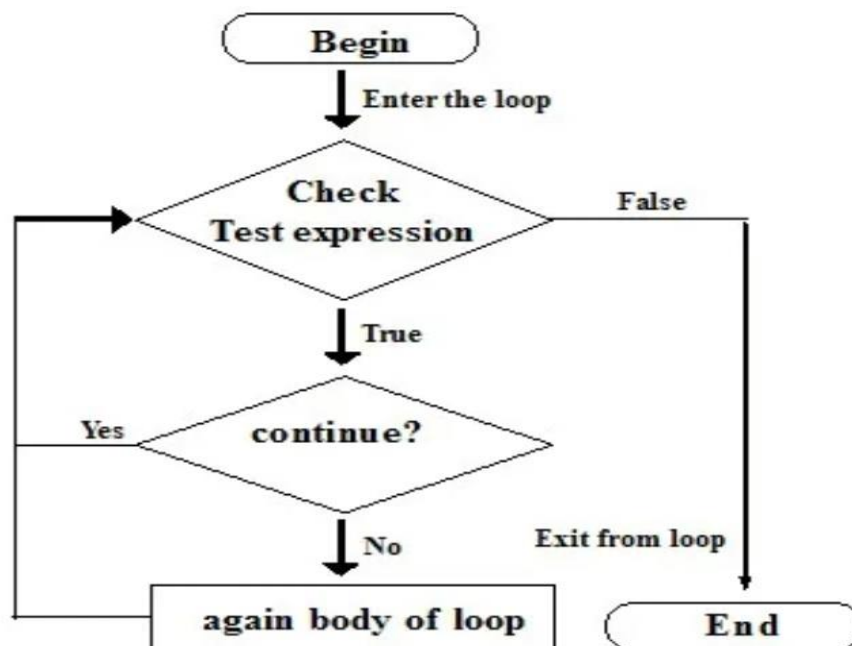 Begin
Enter the loop
Check
Test expression
False
True
continue?
Yes
No
Exit from loop
again body of loop
End